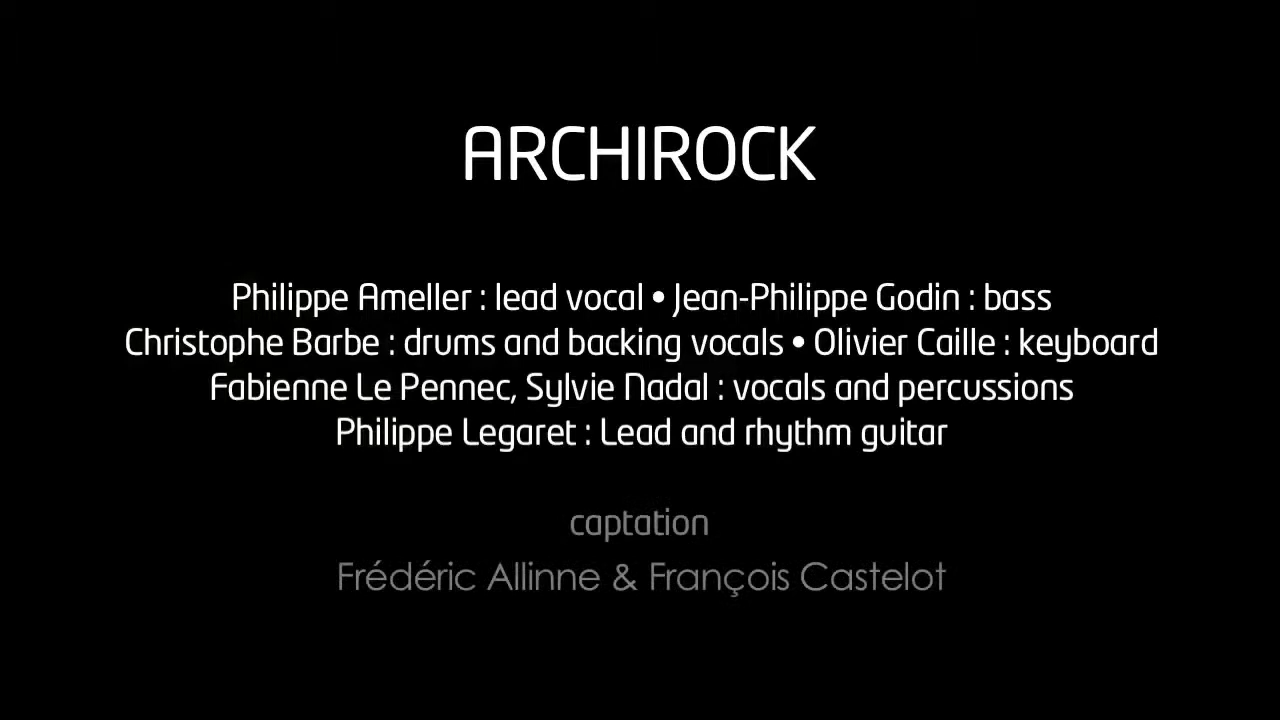 ARCHIROCK
Philippe Ameller : lead vocal • Jean-Philippe Godin : bass
Christophe Barbe : drums and backing vocals • Olivier Caille : keyboard
Fabienne Le Pennec, Sylvie Nadal : vocals and percussions
Philippe Legaret : Lead and rhythm guitar
captation
Frédéric Allinne & François Castelot